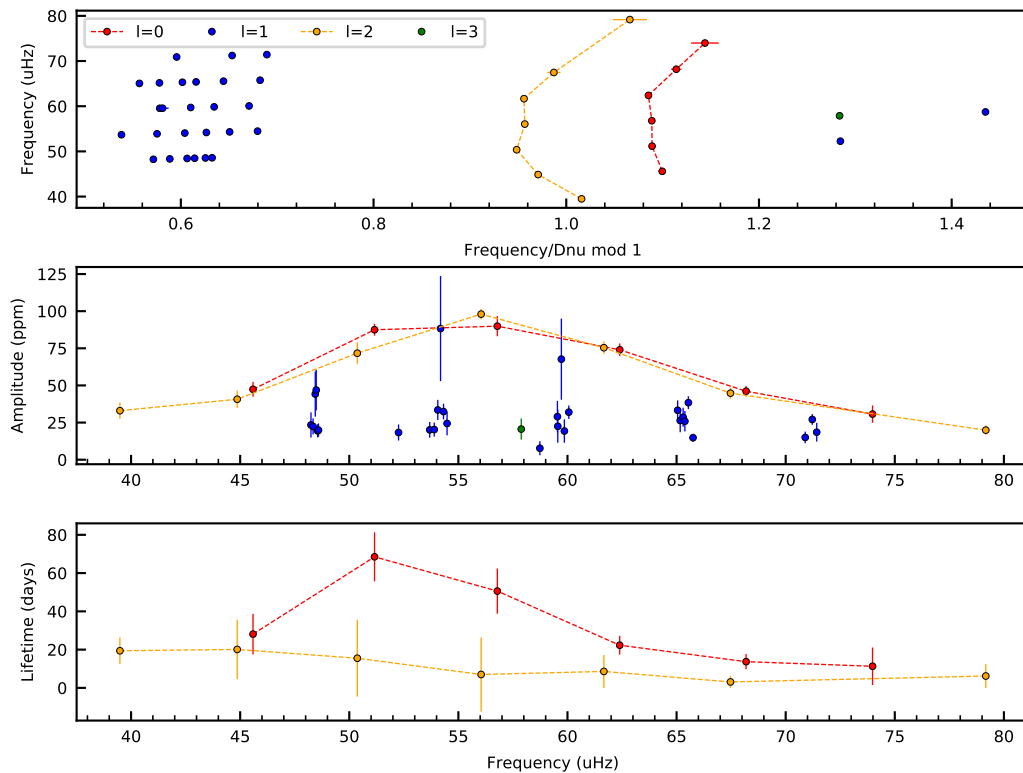 80
70
60
50
40
Frequency (uHz)
l=0 l=1 l=2 l=3
0.6 0.8 1.0 1.2 1.4
Frequency/Dnu mod 1
125
100
75
50
25
0
Amplitude (ppm)
40 45 50 55 60 65 70 75 80
80
60
40
20
0
Lifetime (days)
40 45 50 55 60 65 70 75 80
Frequency (uHz)